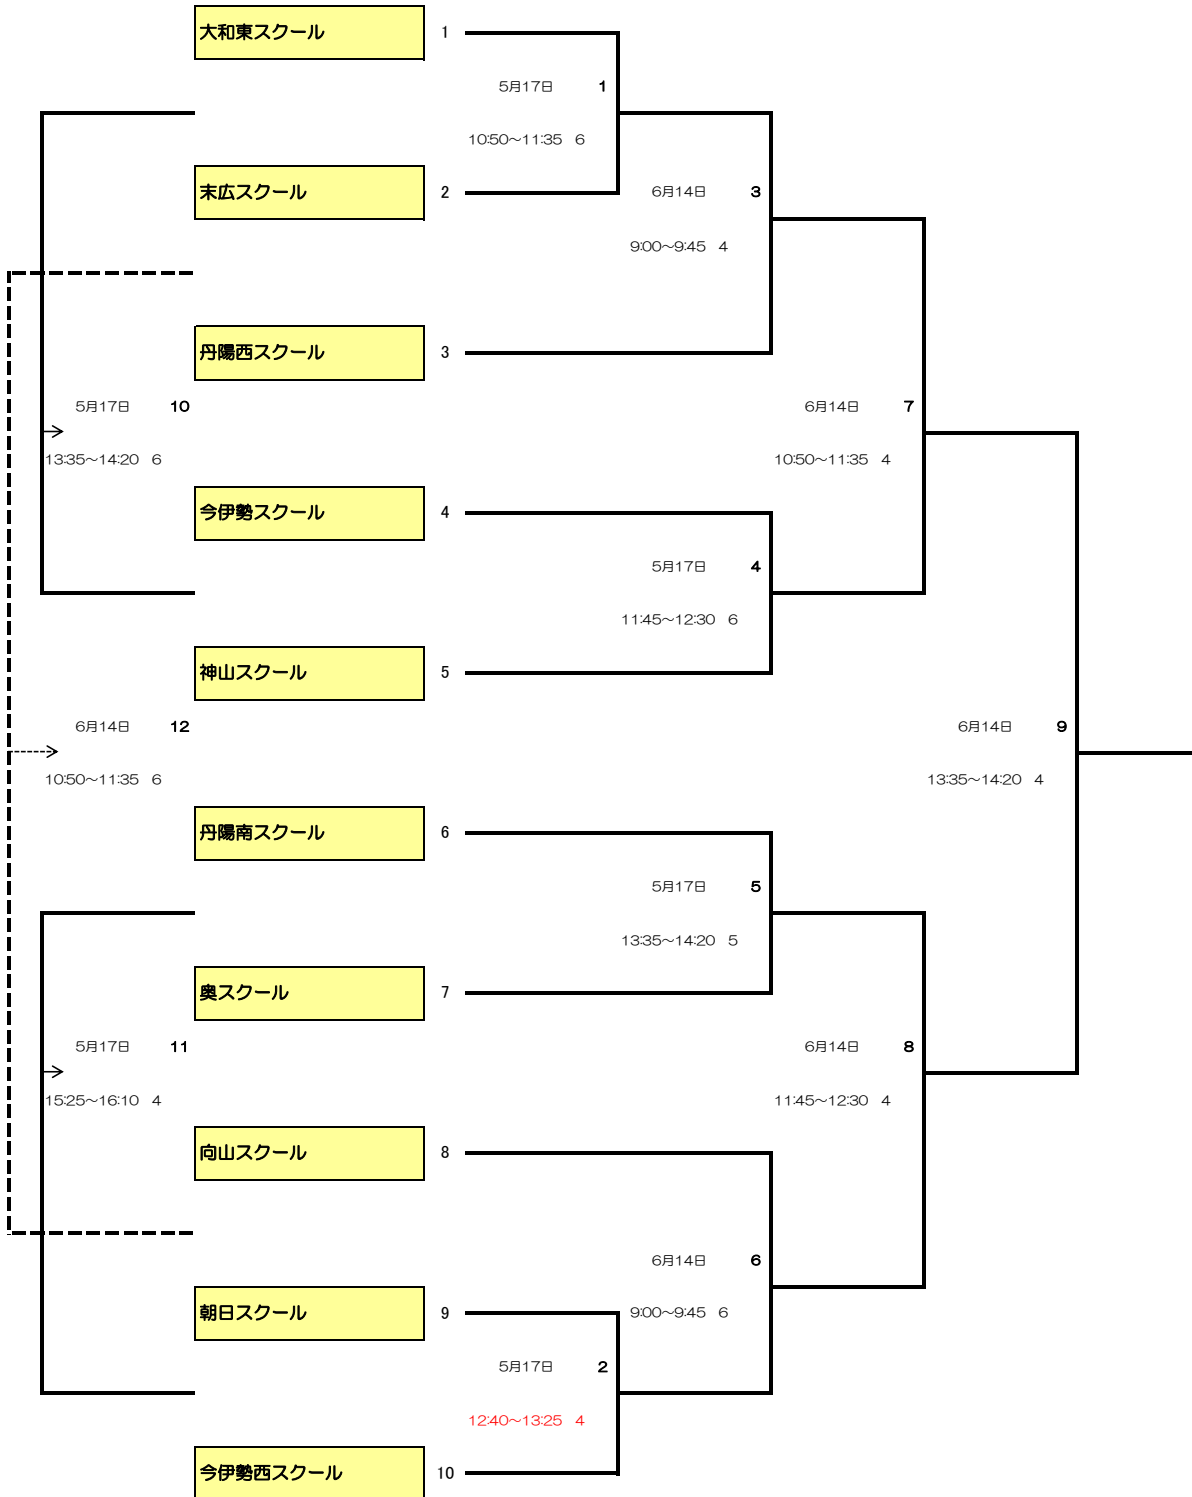 大和東スクール 1
5月17日 1
10:50～11:35 6
末広スクール 2
6月14日 3
9:00～9:45 4
丹陽西スクール 3
5月17日 10
6月14日 7
13:35～14:20 6
10:50～11:35 4
今伊勢スクール 4
5月17日 4
11:45～12:30 6
神山スクール 5
6月14日 12
6月14日 9
10:50～11:35 6
13:35～14:20 4
丹陽南スクール 6
5月17日 5
13:35～14:20 5
奥スクール 7
5月17日 11
6月14日 8
15:25～16:10 4
11:45～12:30 4
向山スクール 8
6月14日 6
朝日スクール 9
9:00～9:45 6
5月17日 2
12:40～13:25 4
今伊勢西スクール 10